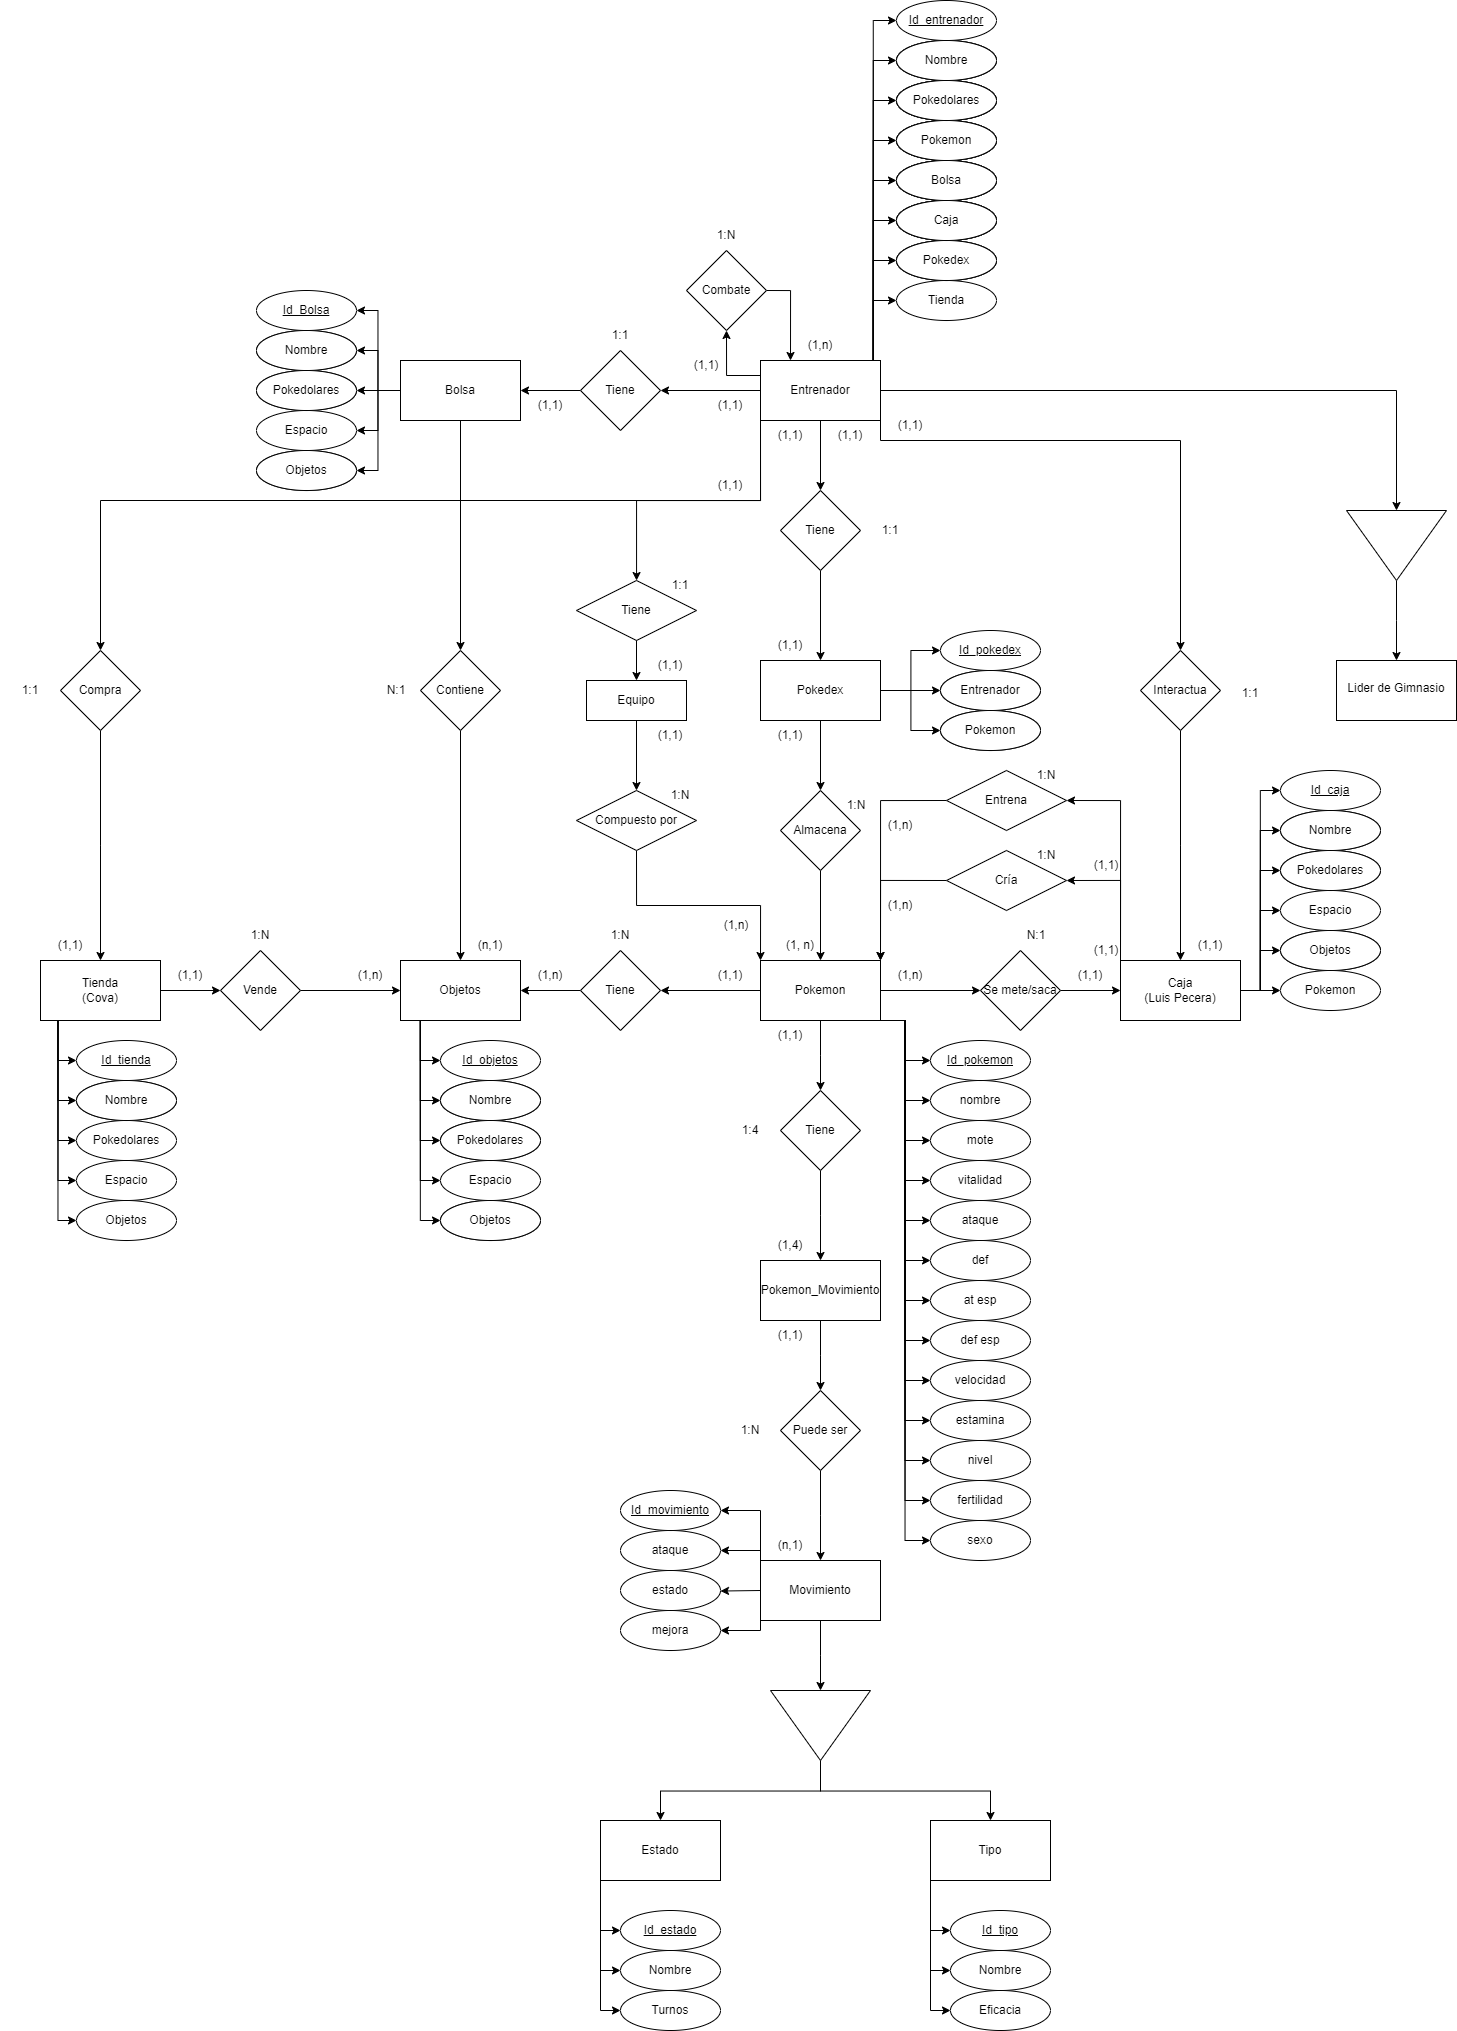 Id_entrenador
Nombre
Pokedolares
Pokemon
Bolsa
Caja
Pokedex
Tienda
1:N
Combate
(1,n)
(1,1)
Id_Bolsa
Nombre
Pokedolares
Espacio
Objetos
Bolsa
1:1
Tiene
(1,1)
(1,1)
Entrenador
(1,1)
(1,1)
(1,1)
(1,1)
Tiene
1:1
1:1
Tiene
(1,1)
(1,1)
Id_pokedex
Entrenador
Pokemon
Pokedex
1:1
Compra
N:1
Contiene
Equipo
(1,1)
(1,1)
Interactua
1:1
Lider de Gimnasio
1:N
Compuesto por
1:N
Almacena
1:N
Entrena
(1,n)
1:N
Cría
(1,1)
(1,n)
Id_caja
Nombre
Pokedolares
Espacio
Objetos
Pokemon
(1,1)
(1,1)
1:N
Vende
(1,n)
(n,1)
1:N
Tiene
(1,n)
(1,1)
(1,n)
(1, n)
(1,n)
N:1
Se mete/saca
(1,1)
(1,1)
(1,1)
Tienda
(Cova)
Objetos
Pokemon
Caja
(Luis Pecera)
(1,1)
Id_tienda
Nombre
Pokedolares
Espacio
Objetos
Id_objetos
Nombre
Pokedolares
Espacio
Objetos
1:4
Tiene
(1,4)
Pokemon_Movimiento
(1,1)
Id_pokemon
nombre
mote
vitalidad
ataque
def
at esp
def esp
velocidad
estamina
nivel
fertilidad
sexo
1:N
Puede ser
(n,1)
Id_movimiento
ataque
estado
mejora
Movimiento
Estado
Tipo
Id_estado
Nombre
Turnos
Id_tipo
Nombre
Eficacia